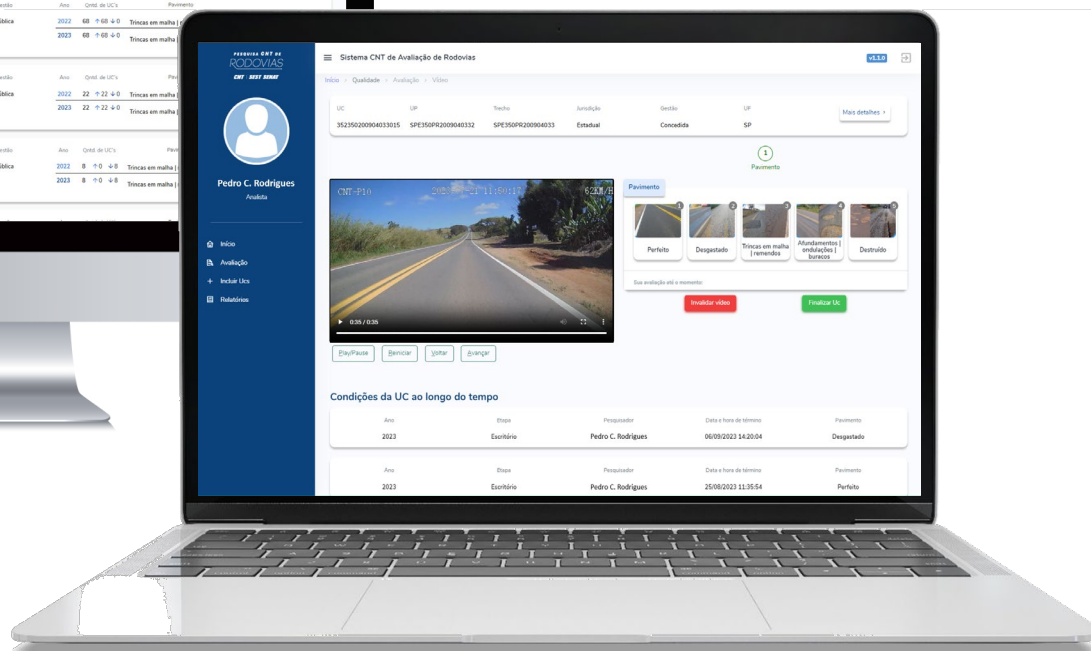 estão Ano Qntd. de UC's Pavimento
ública 2022 68 ↑68 ↓0 Trincas em malha |
2023 68 ↑68 ↓0 Trincas em malha |
estão Ano Qntd. de UC's
ública 2022 22 ↑22 ↓0 Trincas em malha |
2023 22 ↑22 ↓0 Trincas em malha |
estão Ano Qntd. de UC's
ública 2022 8 ↑0 ↓8 Trincas em malha |
2023 8 ↑0 ↓8 Trincas em malha |
PESQUISA CNT DE
RODOVIAS
CNT SEST SENAT
Pedro C. Rodrigues
Analista
Início
Avaliação
+ Incluir Ucs
Relatórios
Sistema CNT de Avaliação de Rodovias
v1.1.0
Início > Qualidade > Avaliação > Vídeo
UC UP Trecho Jurisdição Gestão UF
352350200904033015 SPE350PR2009040332 SPE350PR200904033 Estadual Concedida SP
Mais detalhes >
1
Pavimento
CNT-P10 62KM/H
0:35 / 0:35
Play/Pause Reiniciar Voltar Avançar
Pavimento
1 2 3 4 5
Perfeito
Desgastado
Trincas em malha
| remendos
Afundamentos |
ondulações |
buracos
Destruído
Sua avaliação até o momento:
Invalidar vídeo Finalizar Uc
Condições da UC ao longo do tempo
Ano Etapa Pesquisador Data e hora de término Pavimento
2023 Escritório Pedro C. Rodrigues 06/09/2023 14:20:04 Desgastado
Ano Etapa Pesquisador Data e hora de término Pavimento
2023 Escritório Pedro C. Rodrigues 25/08/2023 11:35:54 Perfeito